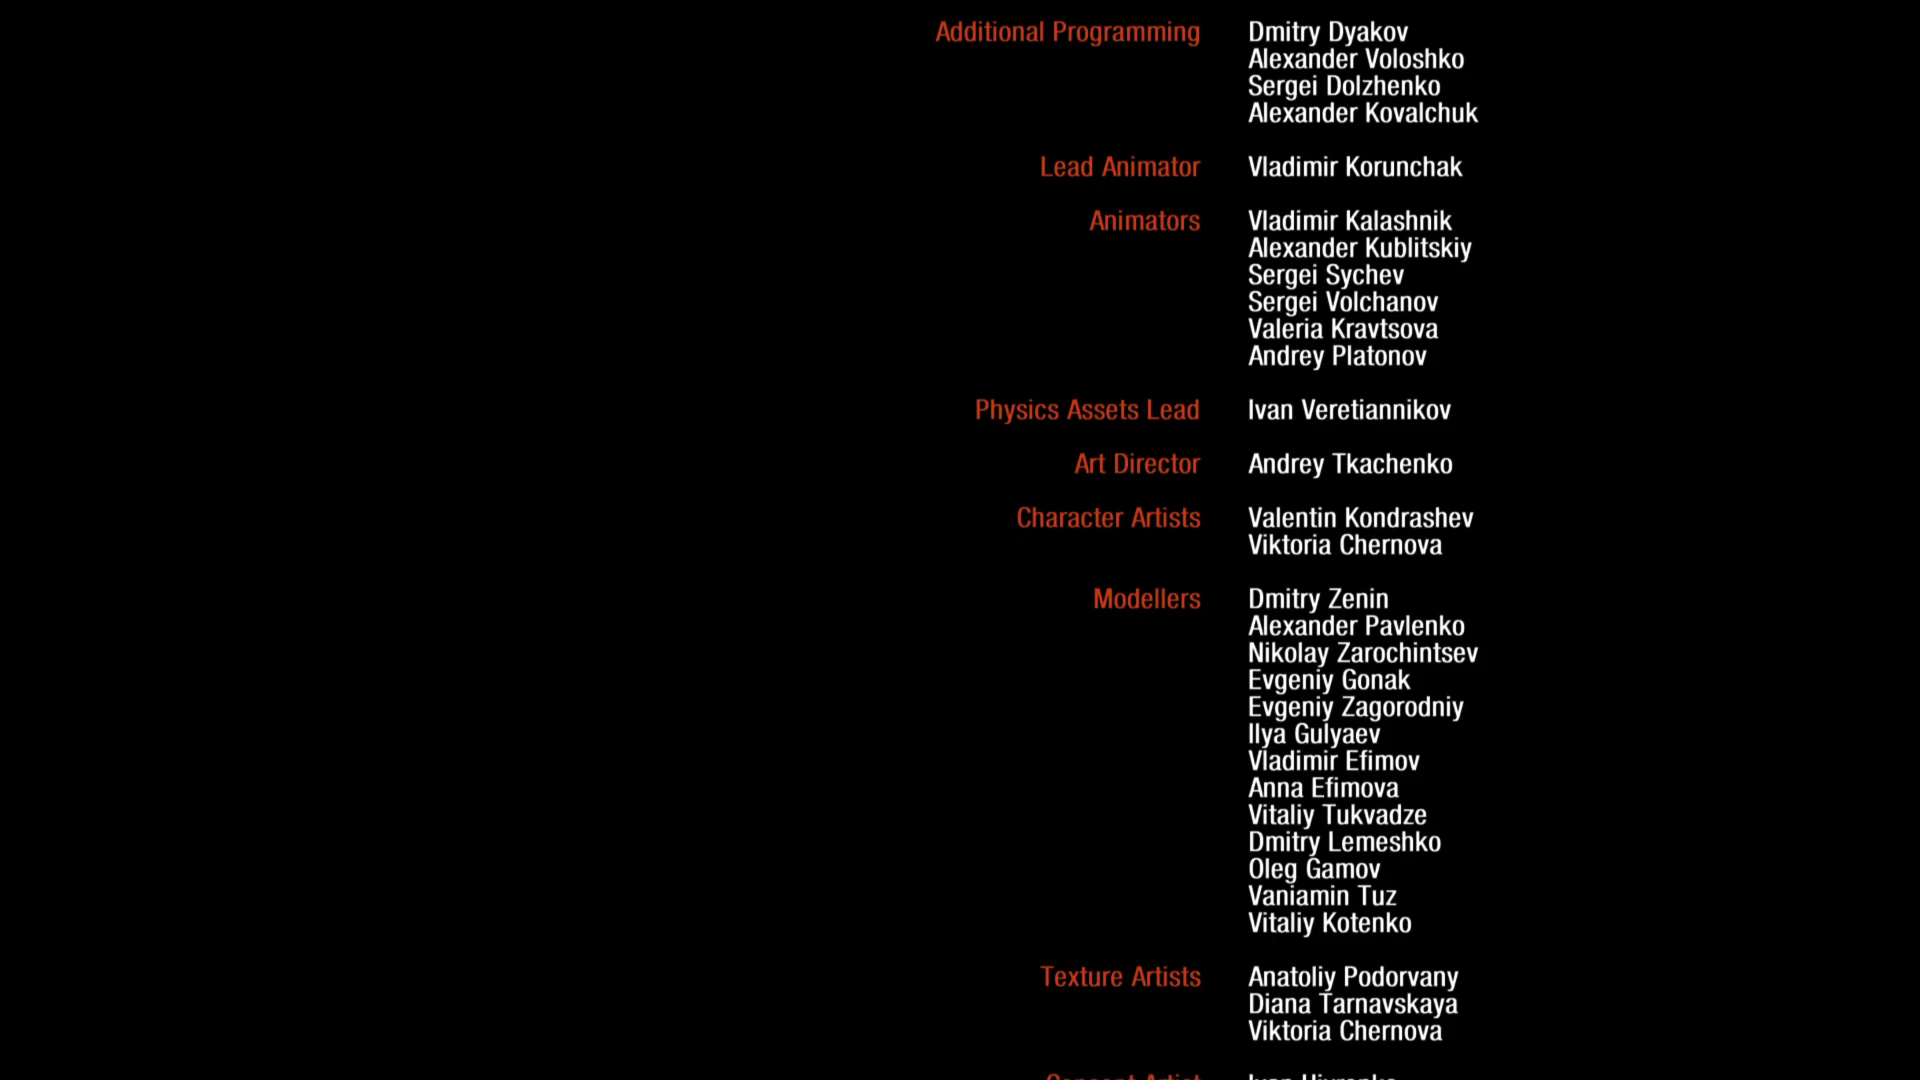 Additional Programming Dmitry Dyakov
Alexander Voloshko
Sergei Dolzhenko
Alexander Kovalchuk
Lead Animator Vladimir Korunchak
Animators Vladimir Kalashnik
Alexander Kublitskiy
Sergei Sychev
Sergei Volchanov
Valeria Kravtsova
Andrey Platonov
Physics Assets Lead Ivan Veretiannikov
Art Director Andrey Tkachenko
Character Artists Valentin Kondrashev
Viktoria Chernova
Modellers Dmitry Zenin
Alexander Pavlenko
Nikolay Zarochintsev
Evgeniy Gonak
Evgeniy Zagorodniy
Ilya Gulyaev
Vladimir Efimov
Anna Efimova
Vitaliy Tukvadze
Dmitry Lemeshko
Oleg Gamov
Vaniamin Tuz
Vitaliy Kotenko
Texture Artists Anatoliy Podorvany
Diana Tarnavskaya
Viktoria Chernova
Concept Artist Ivan